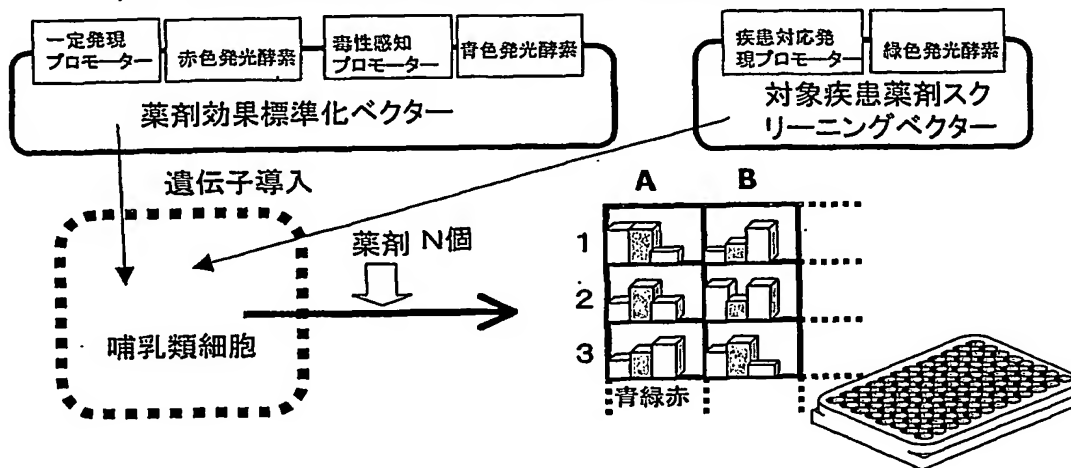 一定発現
プロモーター
赤色発光酵素
毒性感知
プロモーター
青色発光酵素
薬剤効果標準化ベクター
疾患対応発
現プロモーター
緑色発光酵素
対象疾患薬剤スク
リーニングベクター
遺伝子導入
哺乳類細胞
薬剤 N個
A B
1
2
3
青緑赤